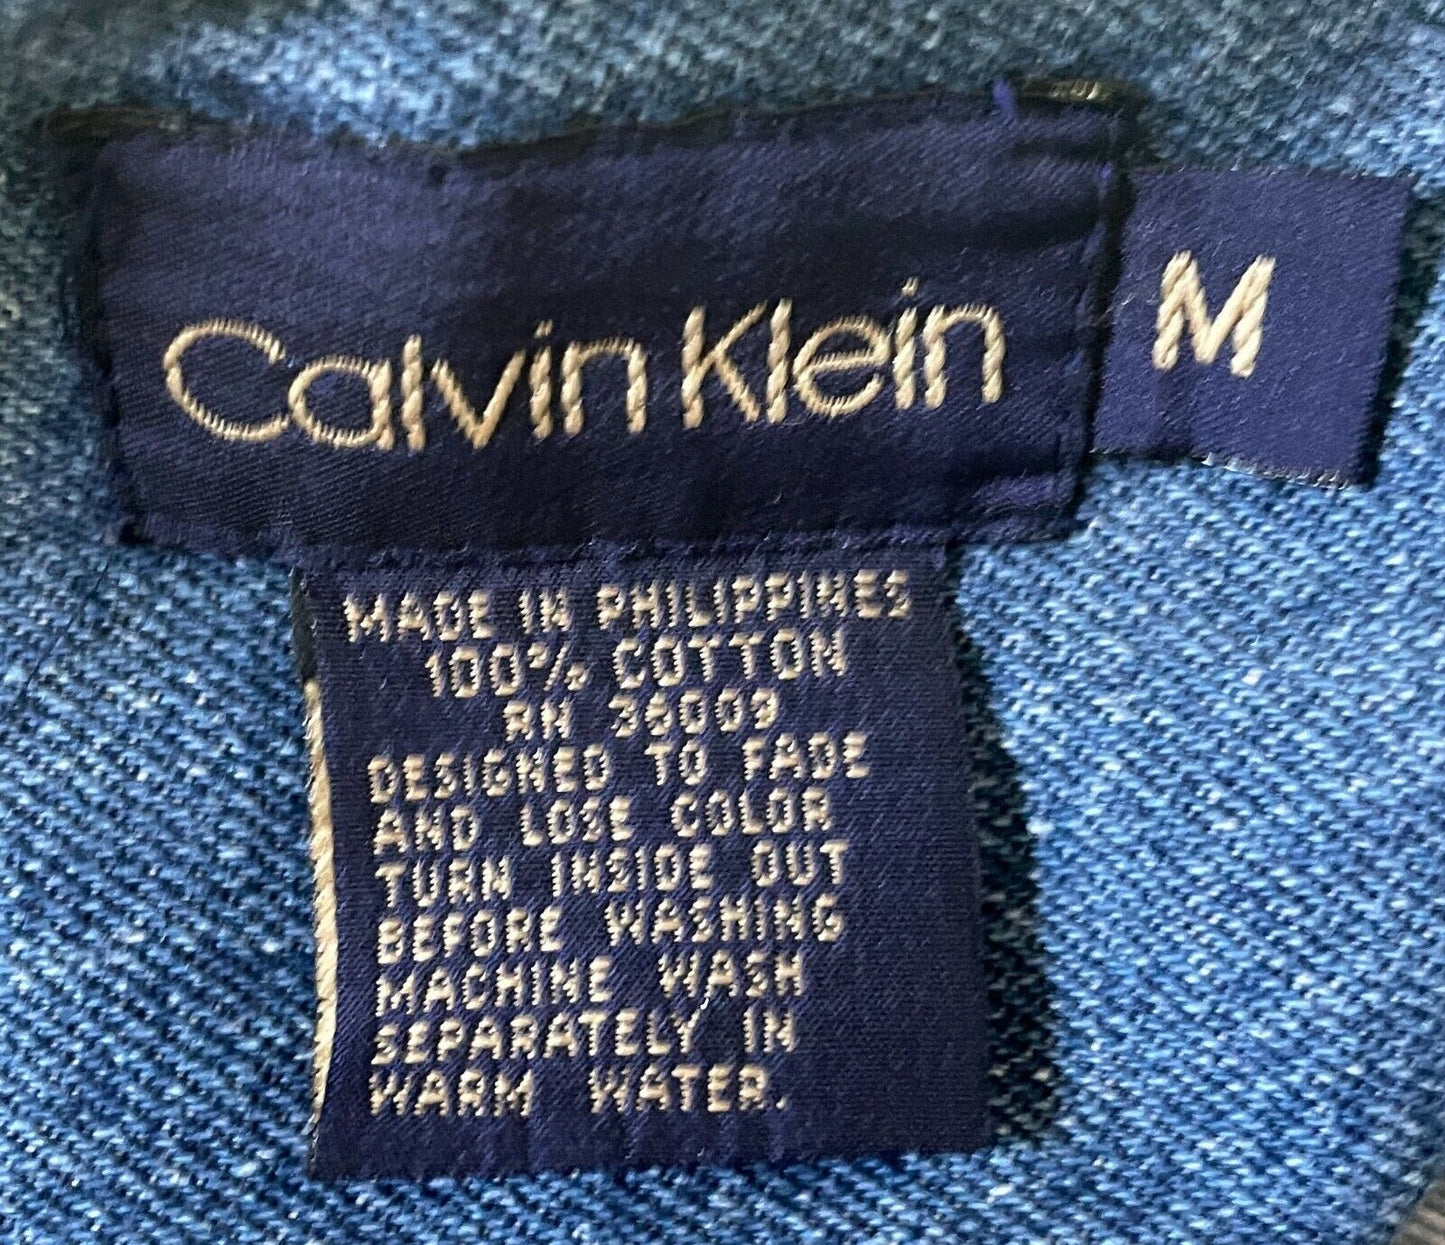 Calvin Klein
M
MADE IN PHILIPPINES
100% COTTON
RN 36009
DESIGNED TO FADE
AND LOSE COLOR
TURN INSIDE OUT
BEFORE WASHING
MACHINE WASH
SEPARATELY IN
WARM WATER.